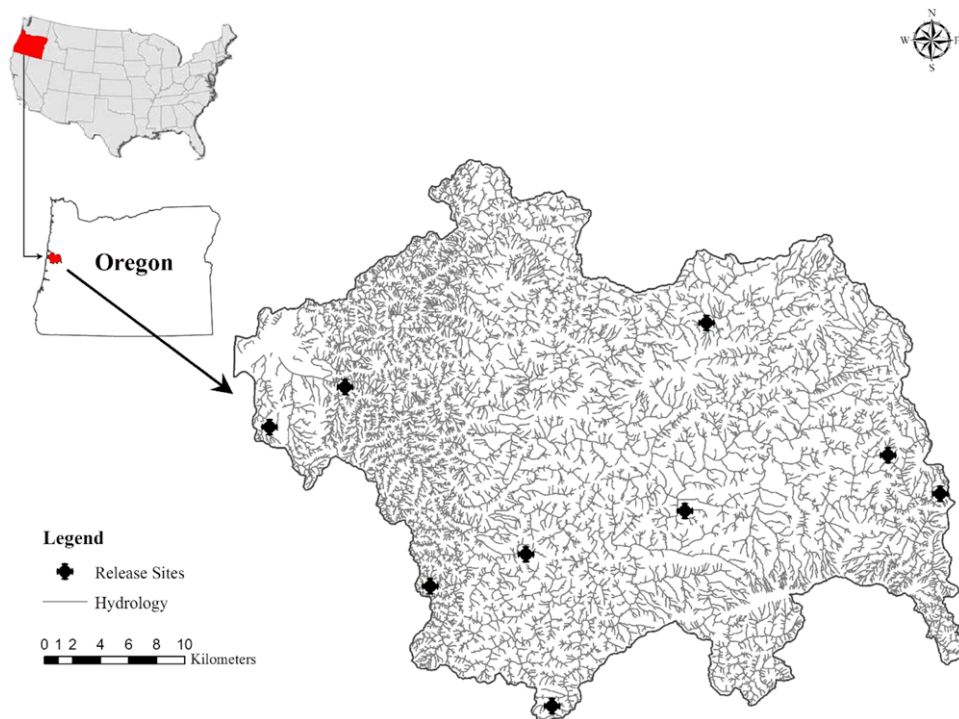 N
W E
S
Oregon
Legend
Release Sites
Hydrology
0 1 2 4 6 8 10
Kilometers